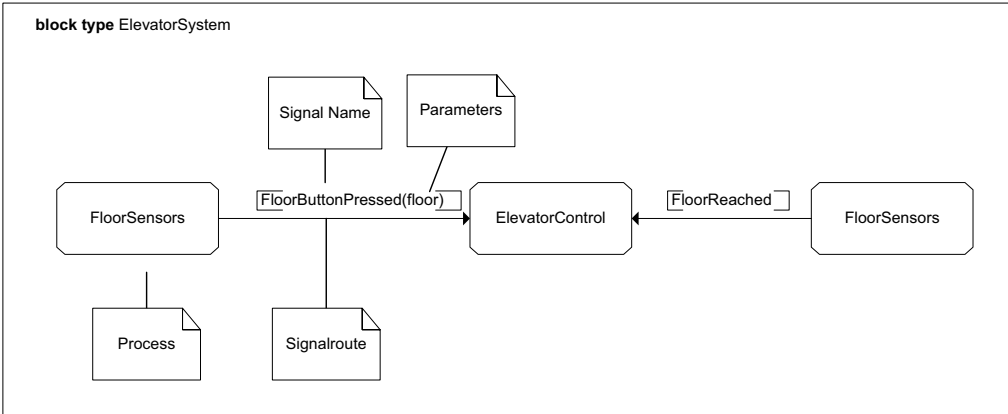 block type ElevatorSystem
Signal Name
Parameters
FloorButtonPressed(floor)
FloorReached
FloorSensors
ElevatorControl
FloorSensors
Process
Signalroute